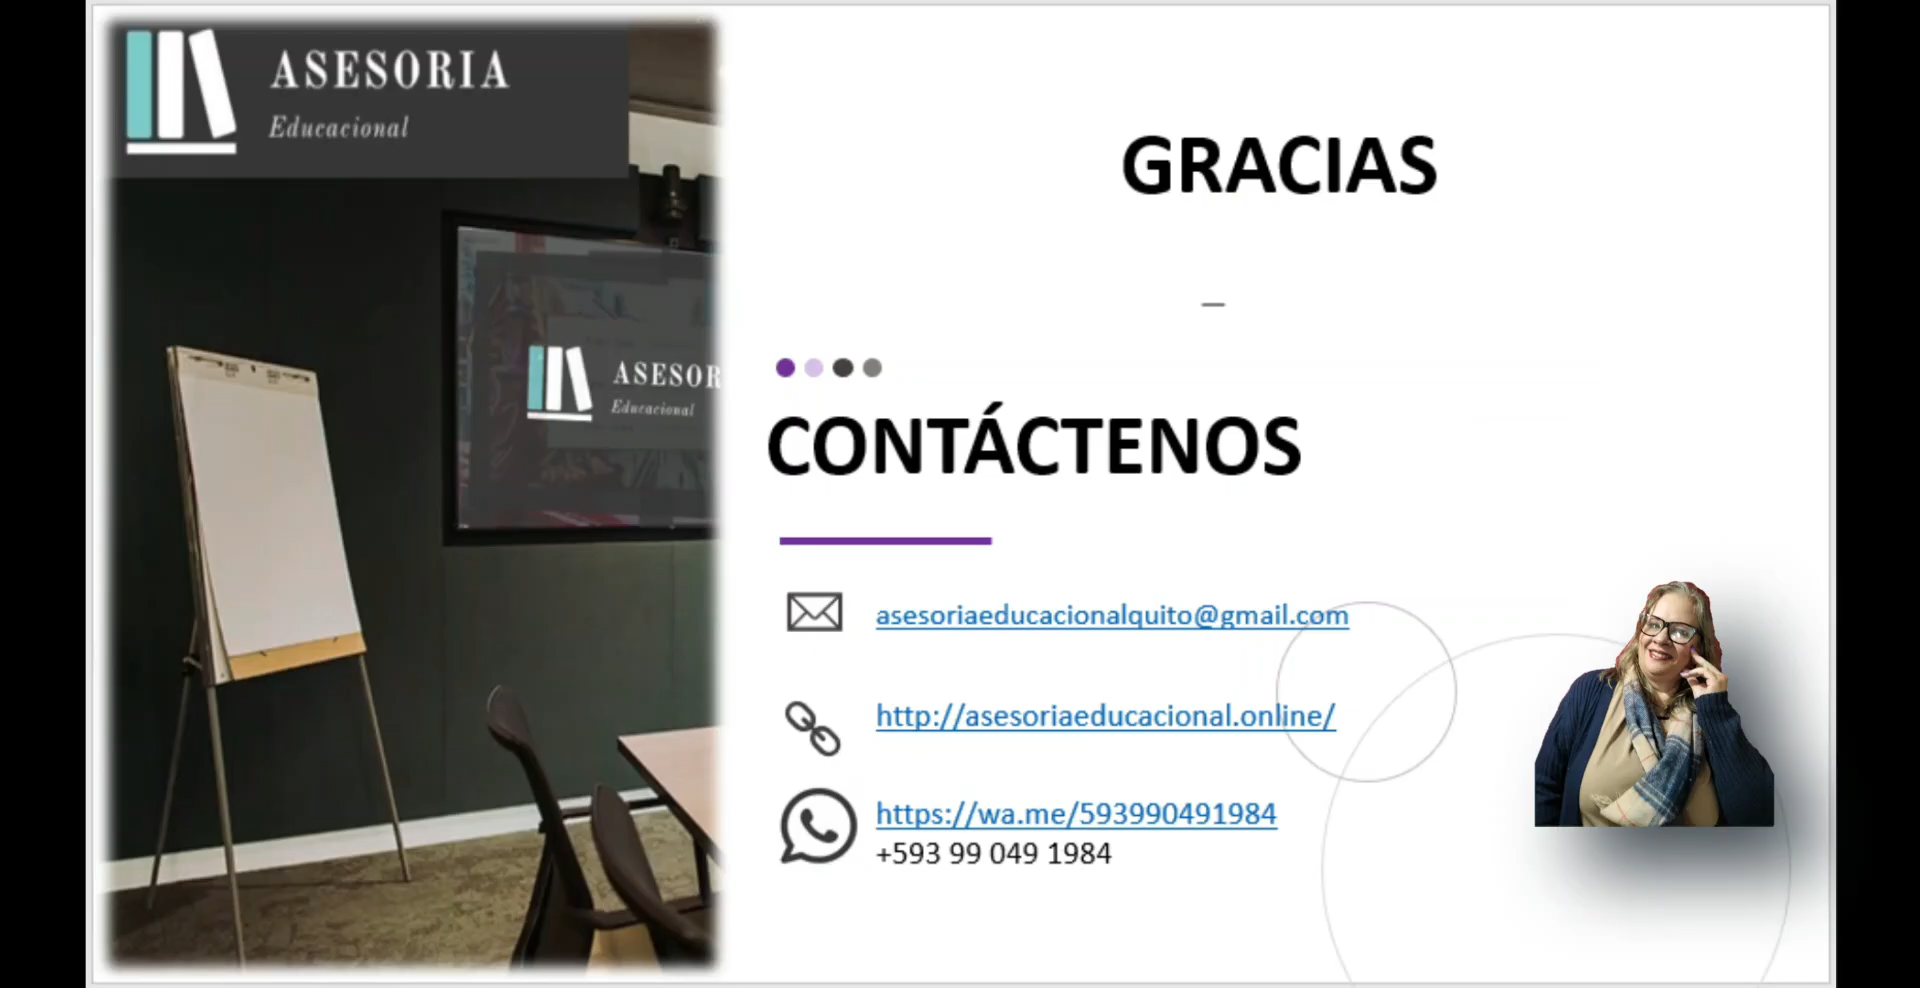 ASESORIA
Educacional
GRACIAS
ASESOR
Educacional
CONTÁCTENOS
asesoriaeducacionalquito@gmail.com
http://asesoriaeducacional.online/
https://wa.me/593990491984
+593 99 049 1984